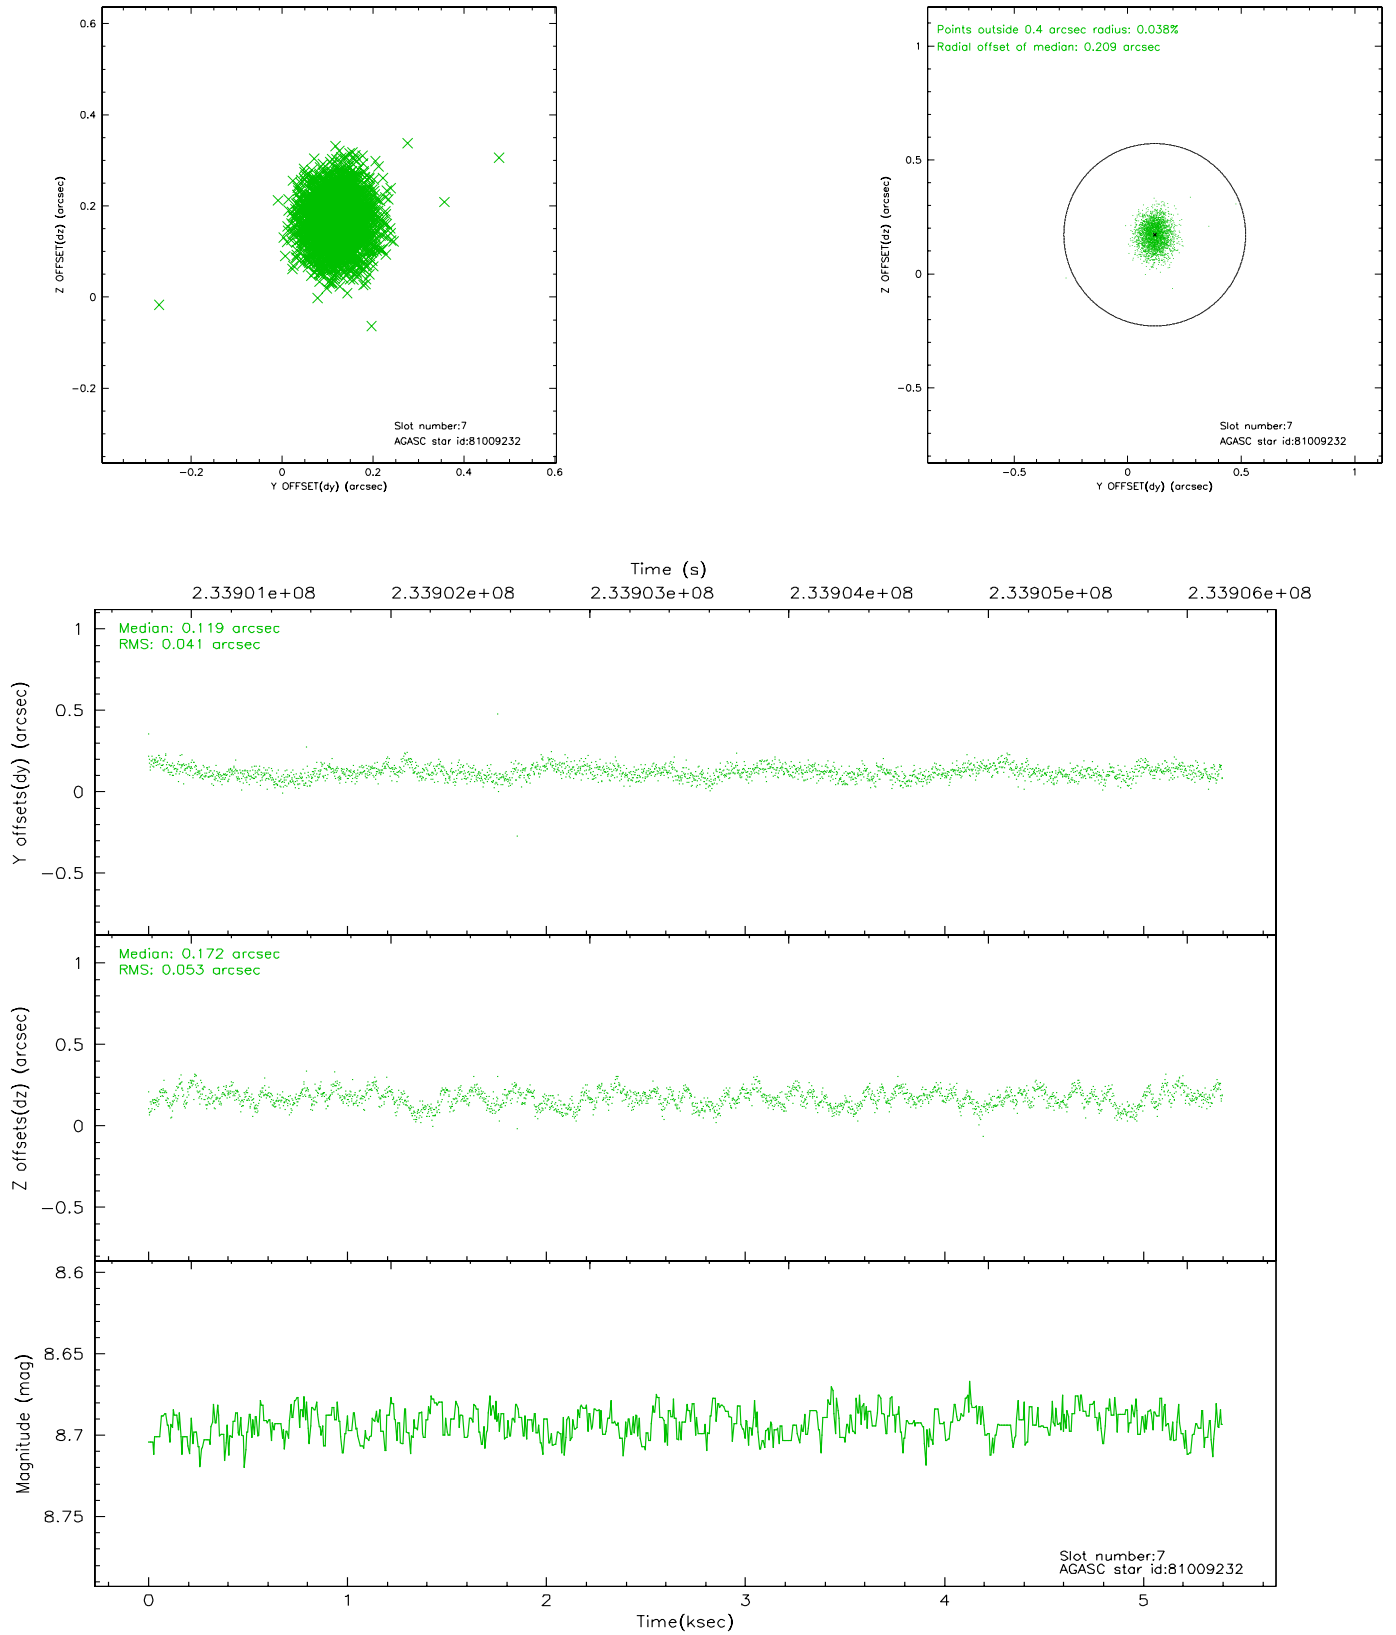 0.6
0.4
0.2
0
−0.2
−0.2 0 0.2 0.4 0.6
Z OFFSET(dz) (arcsec)
Y OFFSET(dy) (arcsec)
Slot number:7
AGASC star id:81009232
Points outside 0.4 arcsec radius: 0.038%
Radial offset of median: 0.209 arcsec
1
0.5
0
−0.5
−0.5 0 0.5 1
Z OFFSET(dz) (arcsec)
Y OFFSET(dy) (arcsec)
Slot number:7
AGASC star id:81009232
Time (s)
2.33901e+08 2.33902e+08 2.33903e+08 2.33904e+08 2.33905e+08 2.33906e+08
Median: 0.119 arcsec
RMS: 0.041 arcsec
1
0.5
0
−0.5
Y offsets(dy) (arcsec)
Median: 0.172 arcsec
RMS: 0.053 arcsec
1
0.5
0
−0.5
Z offsets(dz) (arcsec)
8.6
8.65
8.7
8.75
Magnitude (mag)
Slot number:7
AGASC star id:81009232
0 1 2 3 4 5
Time(ksec)